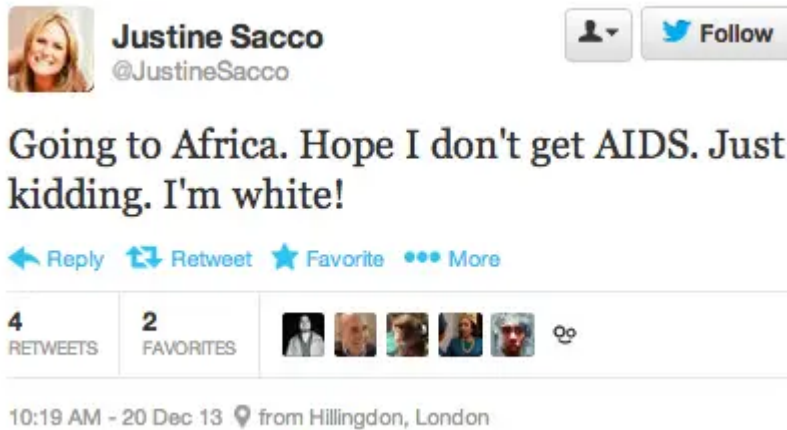 Justine Sacco
@JustineSacco
Follow
Going to Africa. Hope I don't get AIDS. Just
kidding. I'm white!
Reply Retweet Favorite More
4 2
RETWEETS FAVORITES
10:19 AM - 20 Dec 13 from Hillingdon, London